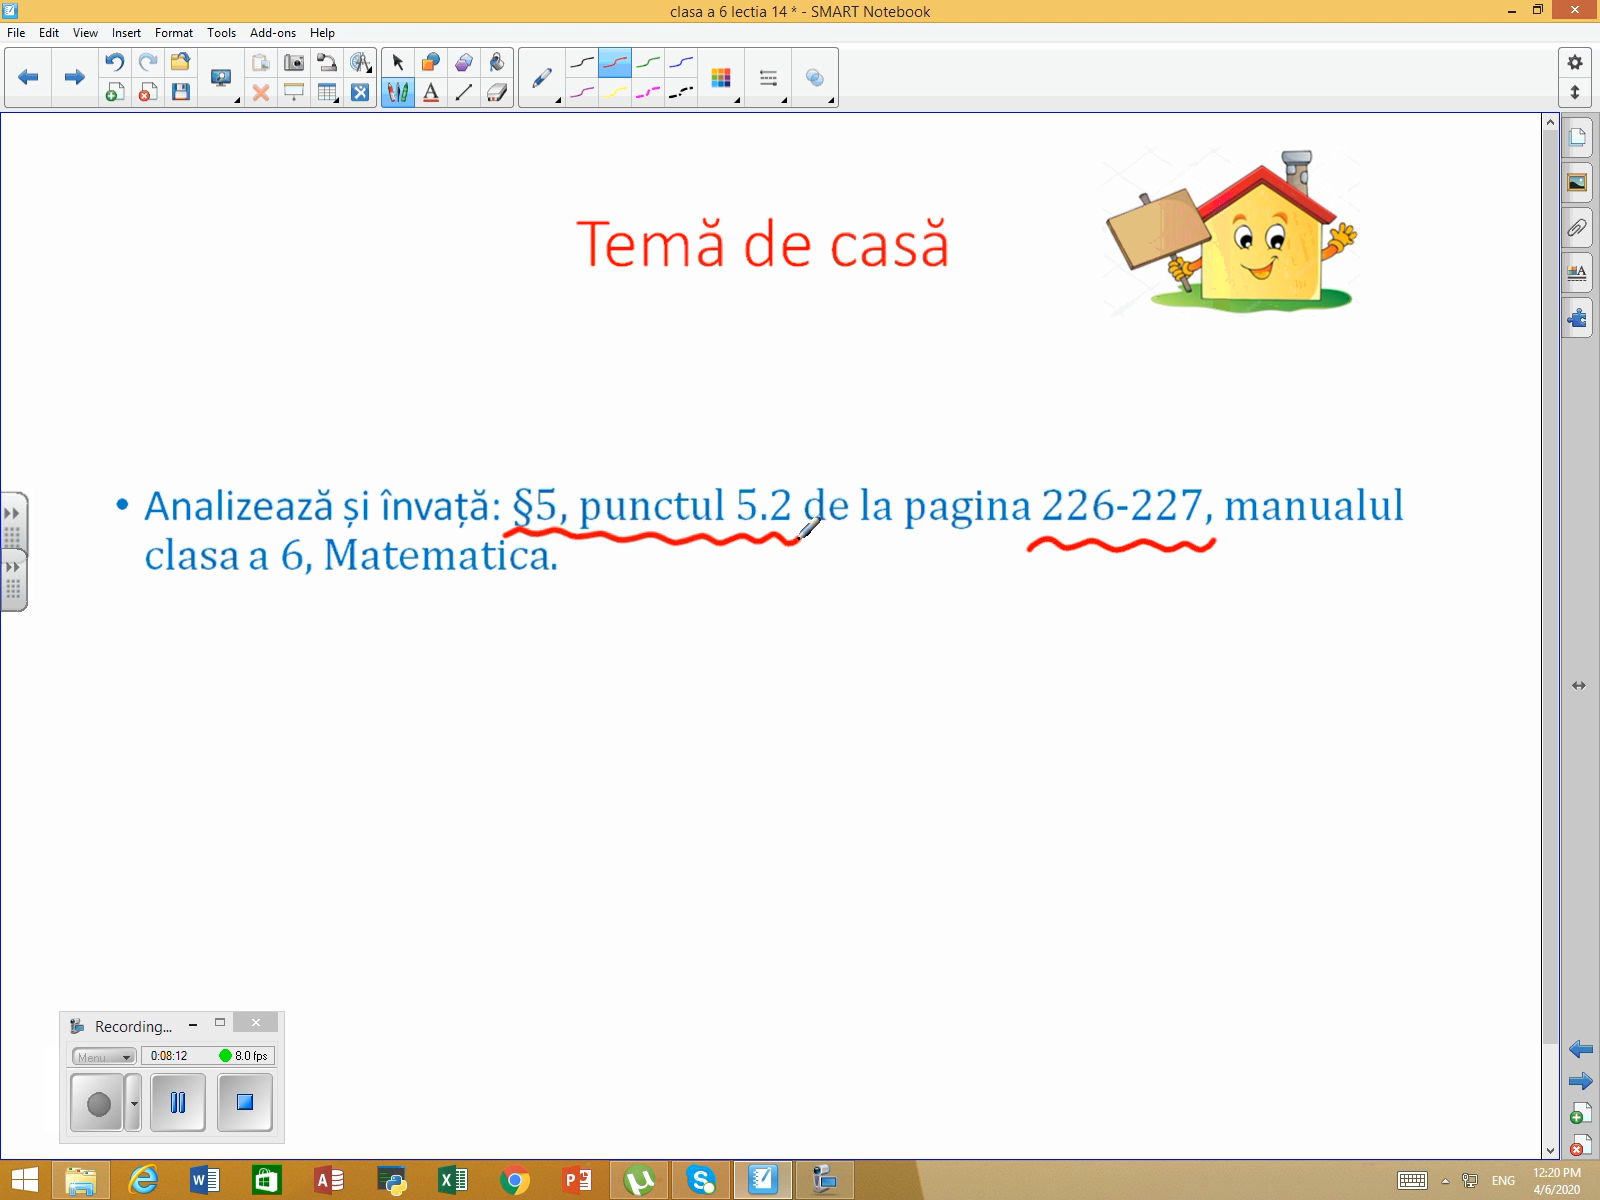 clasa a 6 lectia 14 * - SMART Notebook
File Edit View Insert Format Tools Add-ons Help
Temă de casă
• Analizează și învață: §5, punctul 5.2 de la pagina 226-227, manualul
clasa a 6, Matematica.
Recording...
Menu 0:08:12 8.0 fps
ENG 12:20 PM
4/6/2020